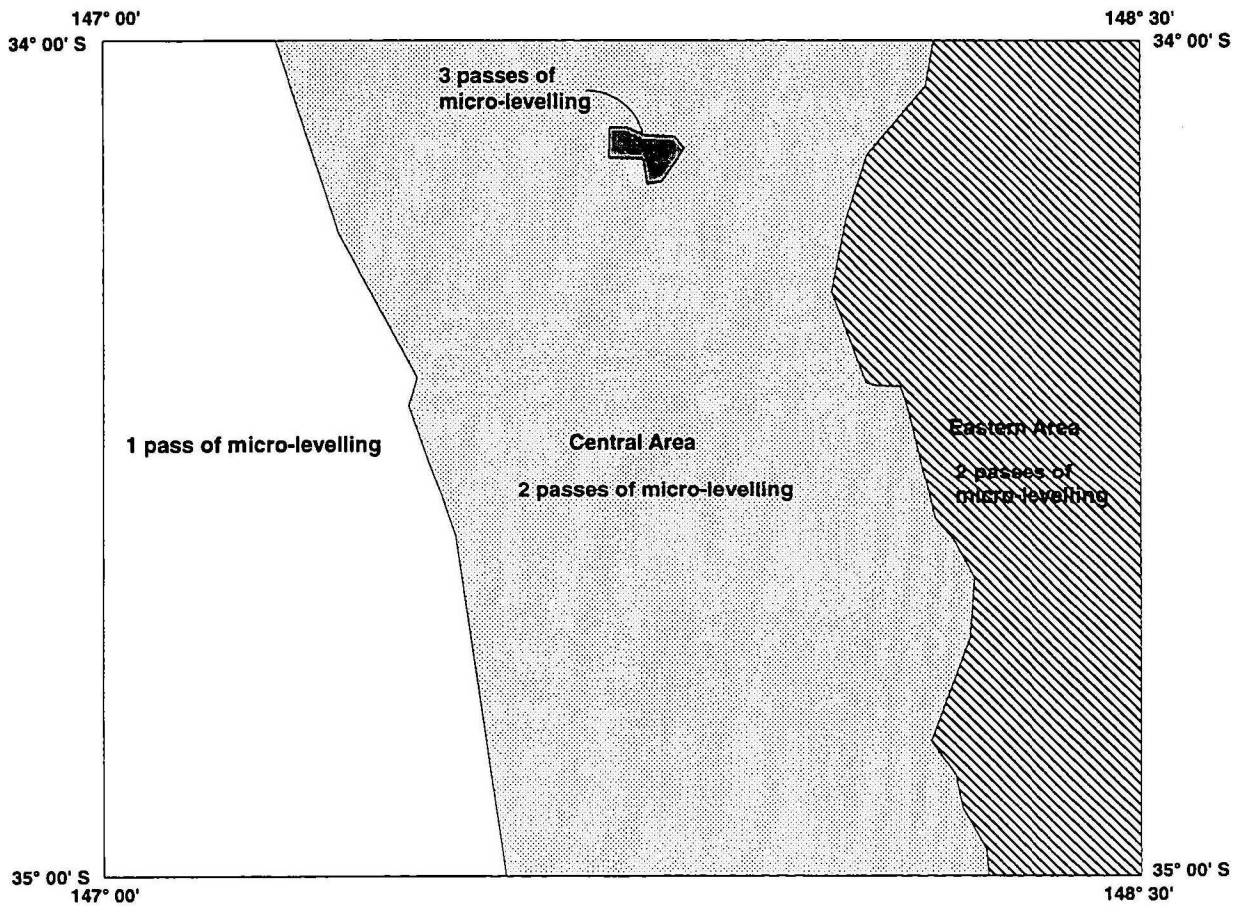 147° 00'
148° 30'
34° 00' S
34° 00' S
3 passes of
micro-levelling
1 pass of micro-levelling
Central Area
2 passes of micro-levelling
Eastern Area
2 passes of
micro-levelling
35° 00' S
35° 00' S
147° 00'
148° 30'